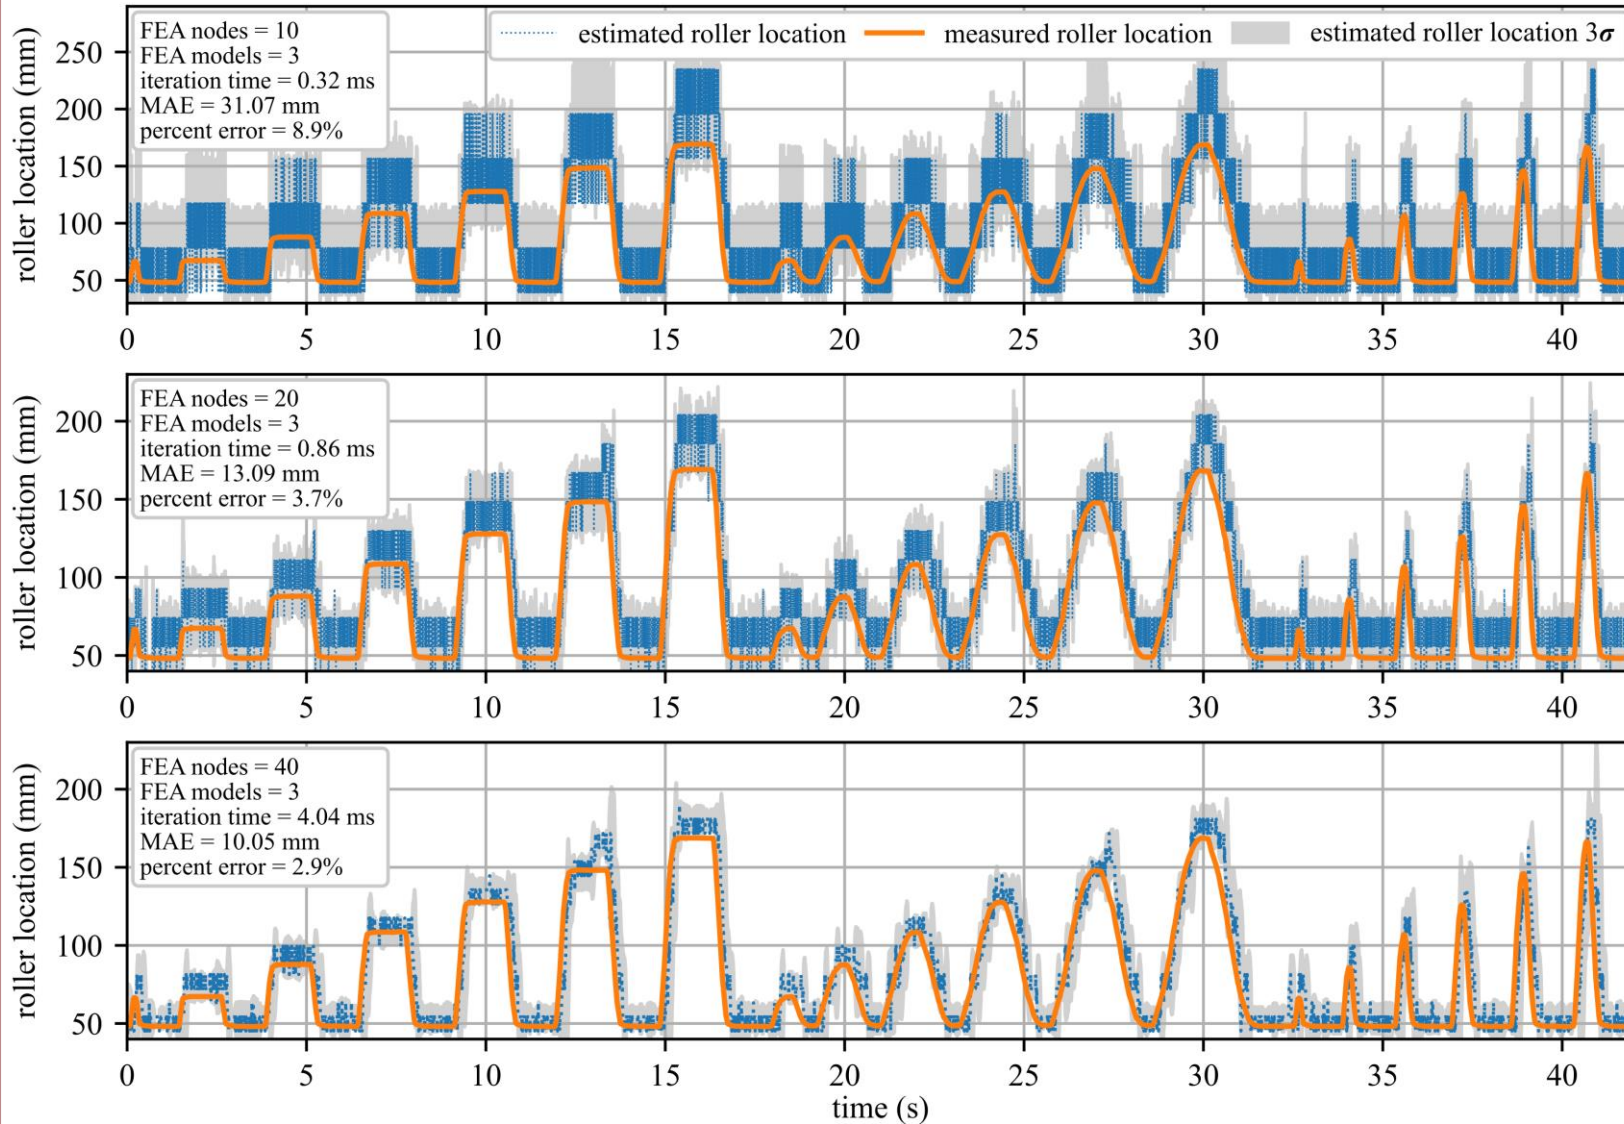 FEA nodes = 10
FEA models = 3
iteration time = 0.32 ms
MAE = 31.07 mm
percent error = 8.9%
estimated roller location
measured roller location
estimated roller location 3σ
roller location (mm)
250
200
150
100
50
0 5 10 15 20 25 30 35 40
FEA nodes = 20
FEA models = 3
iteration time = 0.86 ms
MAE = 13.09 mm
percent error = 3.7%
roller location (mm)
200
150
100
50
0 5 10 15 20 25 30 35 40
FEA nodes = 40
FEA models = 3
iteration time = 4.04 ms
MAE = 10.05 mm
percent error = 2.9%
roller location (mm)
200
150
100
50
0 5 10 15 20 25 30 35 40
time (s)